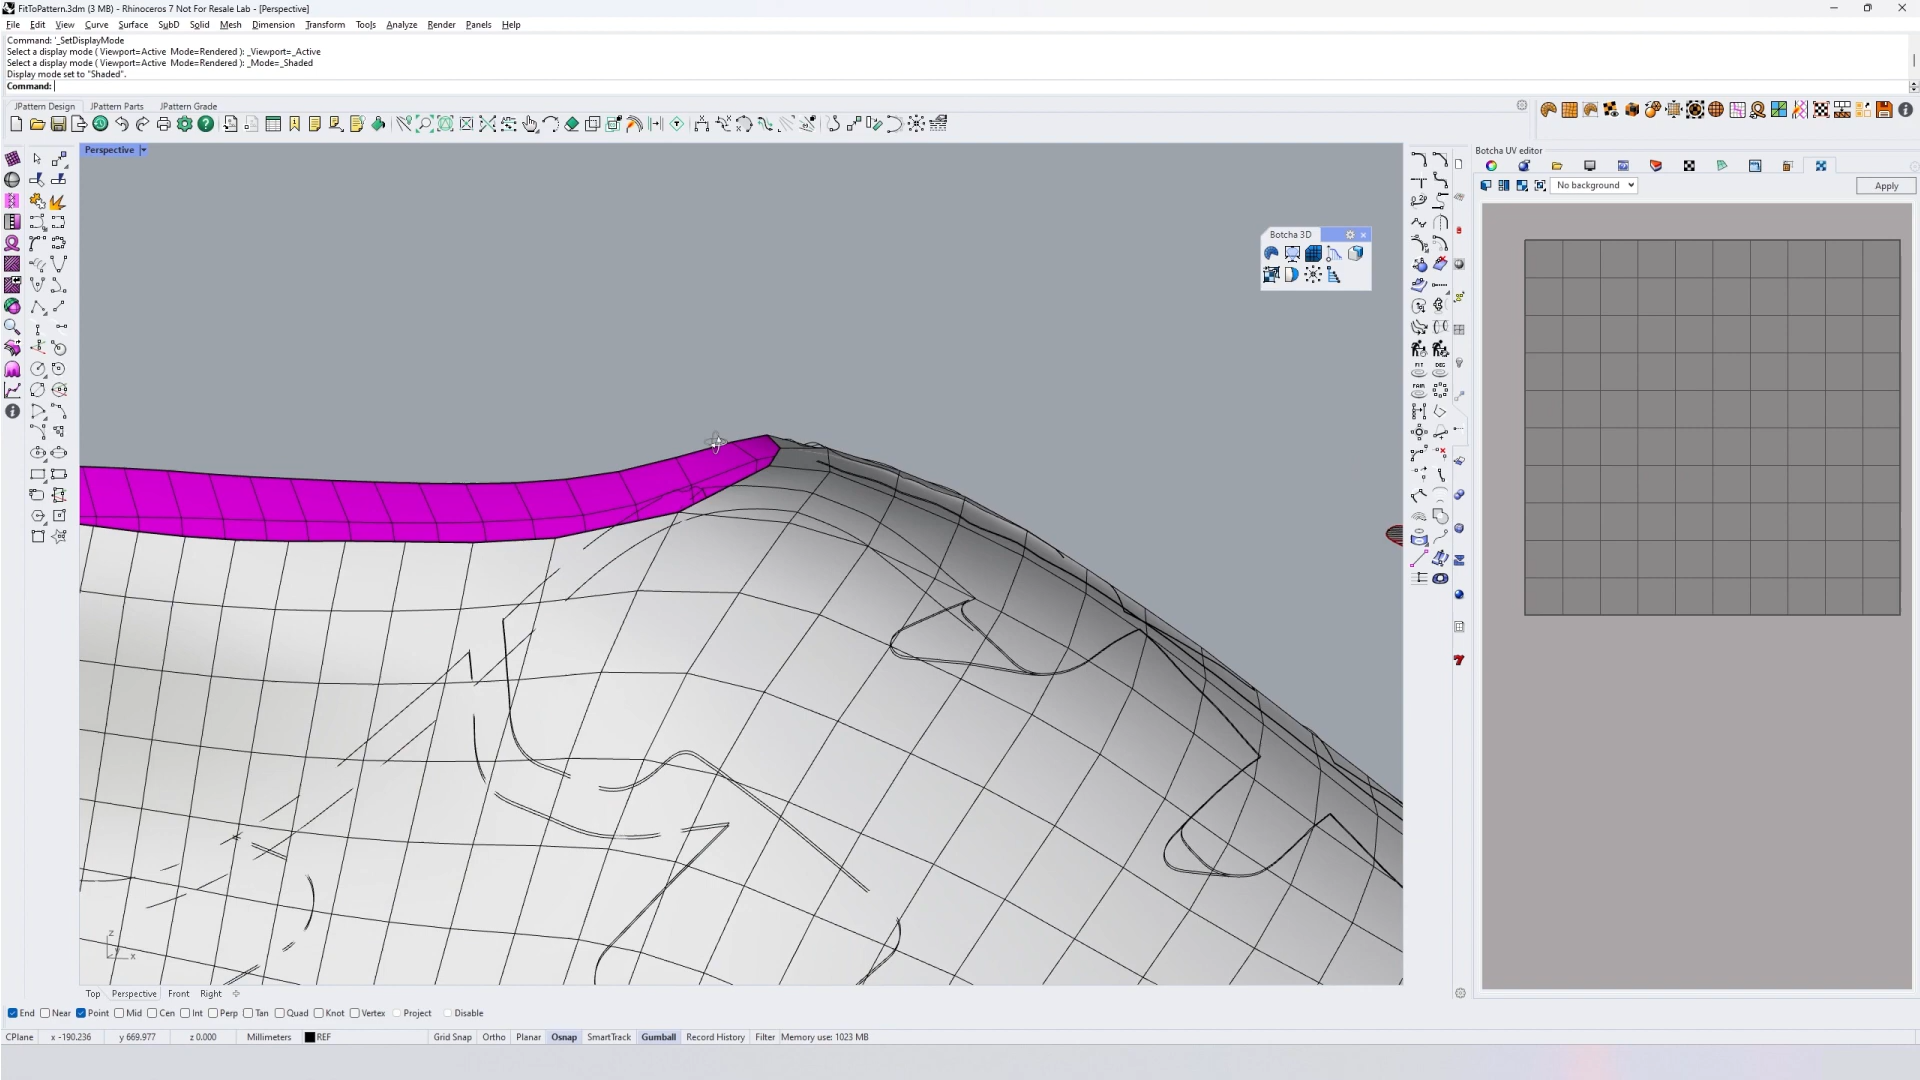 FitToPattern.3dm (3 MB) - Rhinoceros 7 Not For Resale Lab - [Perspective]
File Edit View Curve Surface SubD Solid Mesh Dimension Transform Tools Analyze Render Panels Help
Command: '_SetDisplayMode
Select a display mode ( Viewport=Active Mode=Rendered ): _Viewport=_Active
Select a display mode ( Viewport=Active Mode=Rendered ): _Mode=_Shaded
Display mode set to "Shaded".
Command:
JPattern Design JPattern Parts JPattern Grade
Perspective
Botcha UV editor
No background
Apply
Botcha 3D
FIT DEG
FAIR
z
x
Top Perspective Front Right
End Near Point Mid Cen Int Perp Tan Quad Knot Vertex Project Disable
CPlane x -190.236 y 669.977 z 0.000 Millimeters REF Grid Snap Ortho Planar Osnap SmartTrack Gumball Record History Filter Memory use: 1023 MB